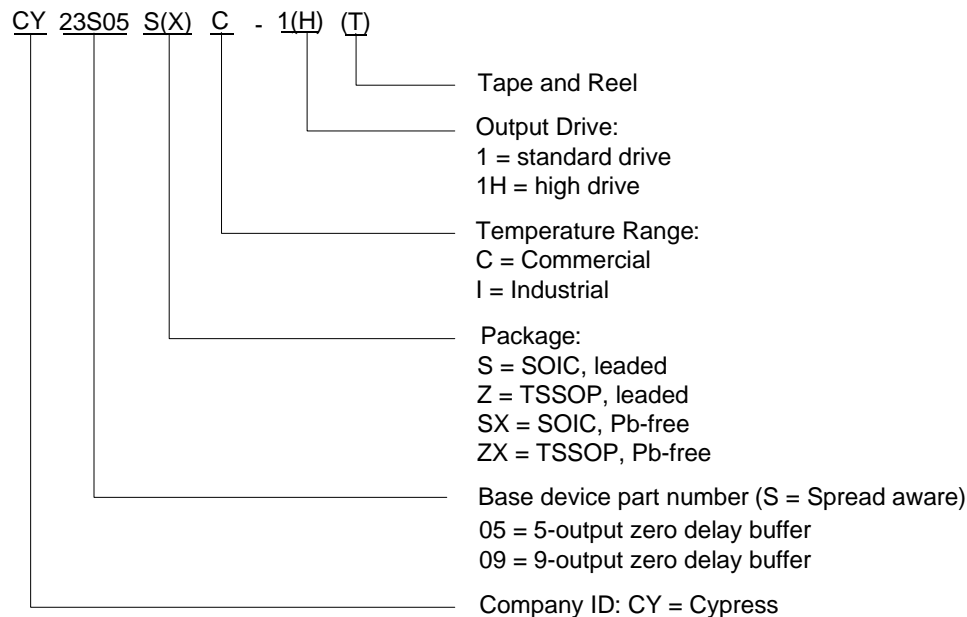 CY 23S05 S(X) C - 1(H) (T)
Tape and Reel
Output Drive:
1 = standard drive
1H = high drive
Temperature Range:
C = Commercial
I = Industrial
Package:
S = SOIC, leaded
Z = TSSOP, leaded
SX = SOIC, Pb-free
ZX = TSSOP, Pb-free
Base device part number (S = Spread aware)
05 = 5-output zero delay buffer
09 = 9-output zero delay buffer
Company ID: CY = Cypress